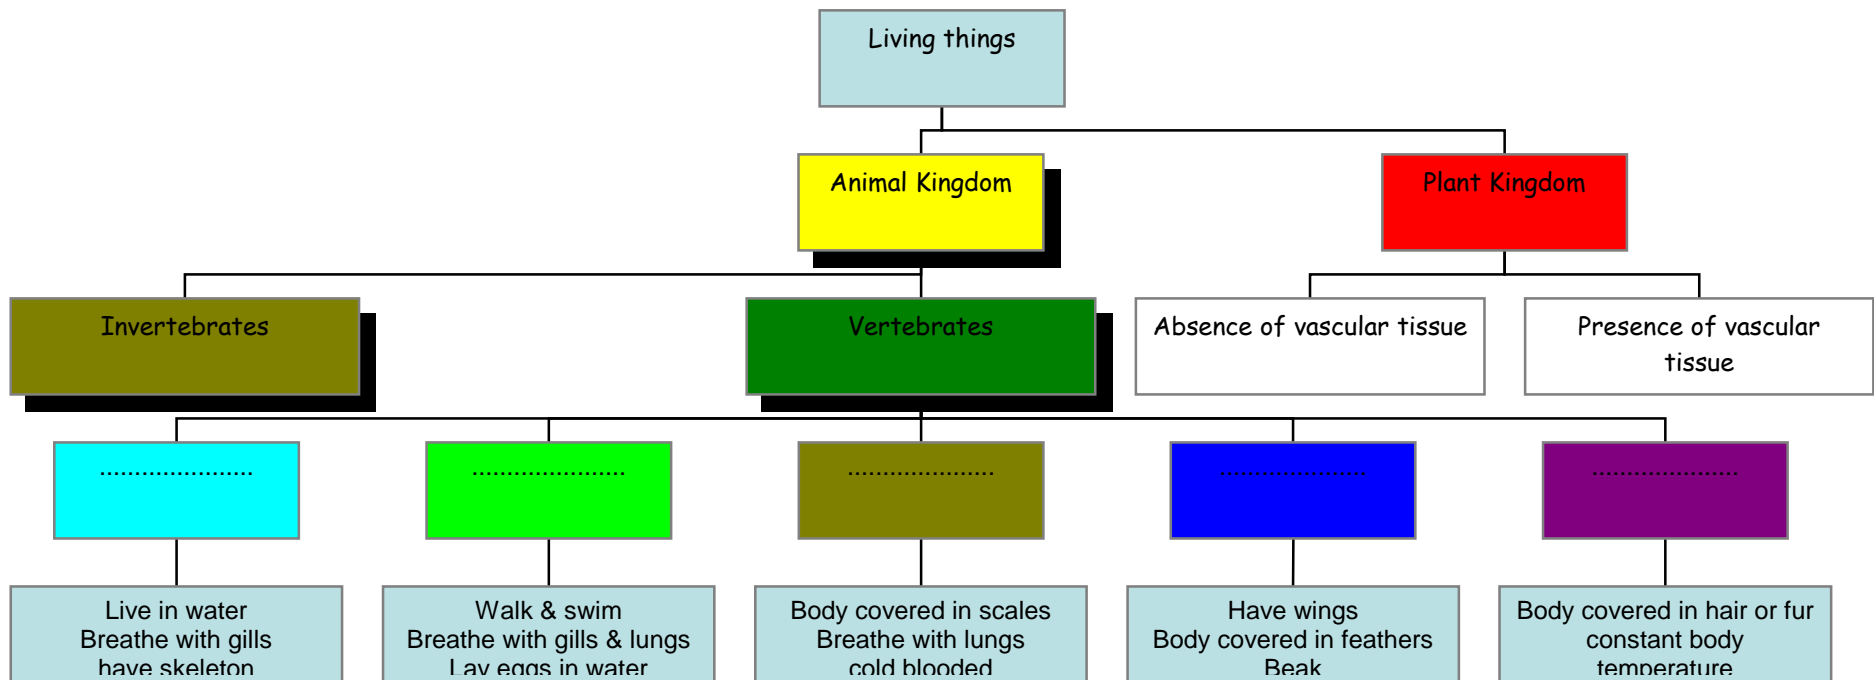 Living things
Animal Kingdom
Plant Kingdom
Invertebrates
Vertebrates
Absence of vascular tissue
Presence of vascular
tissue
......................
......................
.....................
.....................
.....................
Live in water
Breathe with gills
have skeleton
Walk & swim
Breathe with gills & lungs
Lay eggs in water
Body covered in scales
Breathe with lungs
cold blooded
Have wings
Body covered in feathers
Beak
Body covered in hair or fur
constant body
temperature